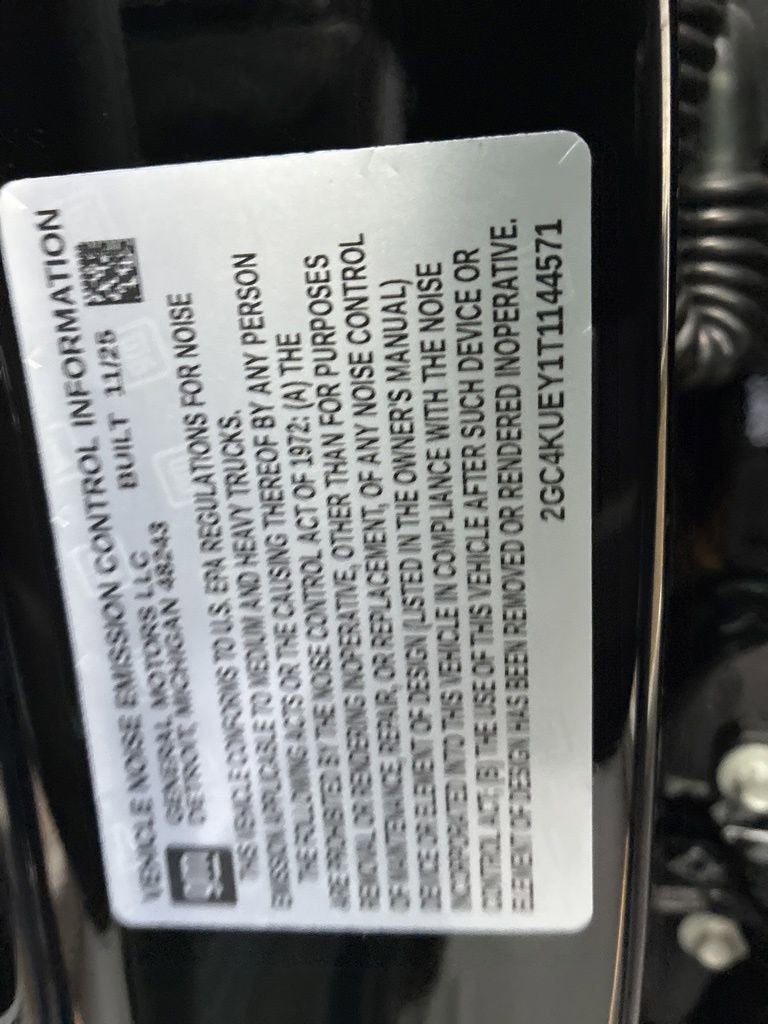 VEHICLE NOISE EMISSION CONTROL INFORMATION
GENERAL MOTORS LLC BUILT 11/25
DETROIT, MICHIGAN 48243
THIS VEHICLE CONFORMS TO U.S. EPA REGULATIONS FOR NOISE
EMISSION APPLICABLE TO MEDIUM AND HEAVY TRUCKS.
THE FOLLOWING ACTS OR THE CAUSING THEREOF BY ANY PERSON
ARE PROHIBITED BY THE NOISE CONTROL ACT OF 1972: (A) THE
REMOVAL OR RENDERING INOPERATIVE, OTHER THAN FOR PURPOSES
OF MAINTENANCE, REPAIR, OR REPLACEMENT, OF ANY NOISE CONTROL
DEVICE OR ELEMENT OF DESIGN (LISTED IN THE OWNER'S MANUAL)
INCORPORATED INTO THIS VEHICLE IN COMPLIANCE WITH THE NOISE
CONTROL ACT; (B) THE USE OF THIS VEHICLE AFTER SUCH DEVICE OR
ELEMENT OF DESIGN HAS BEEN REMOVED OR RENDERED INOPERATIVE.
2GC4KUEY1T1144571